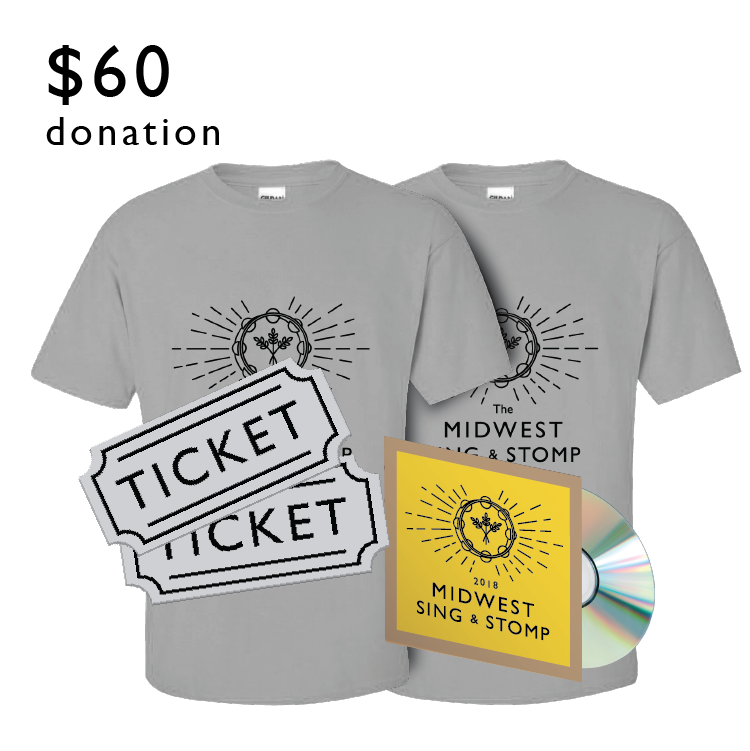 $60
donation
The
MIDWEST
SING & STOMP
TICKET
TICKET
2018
MIDWEST
SING & STOMP